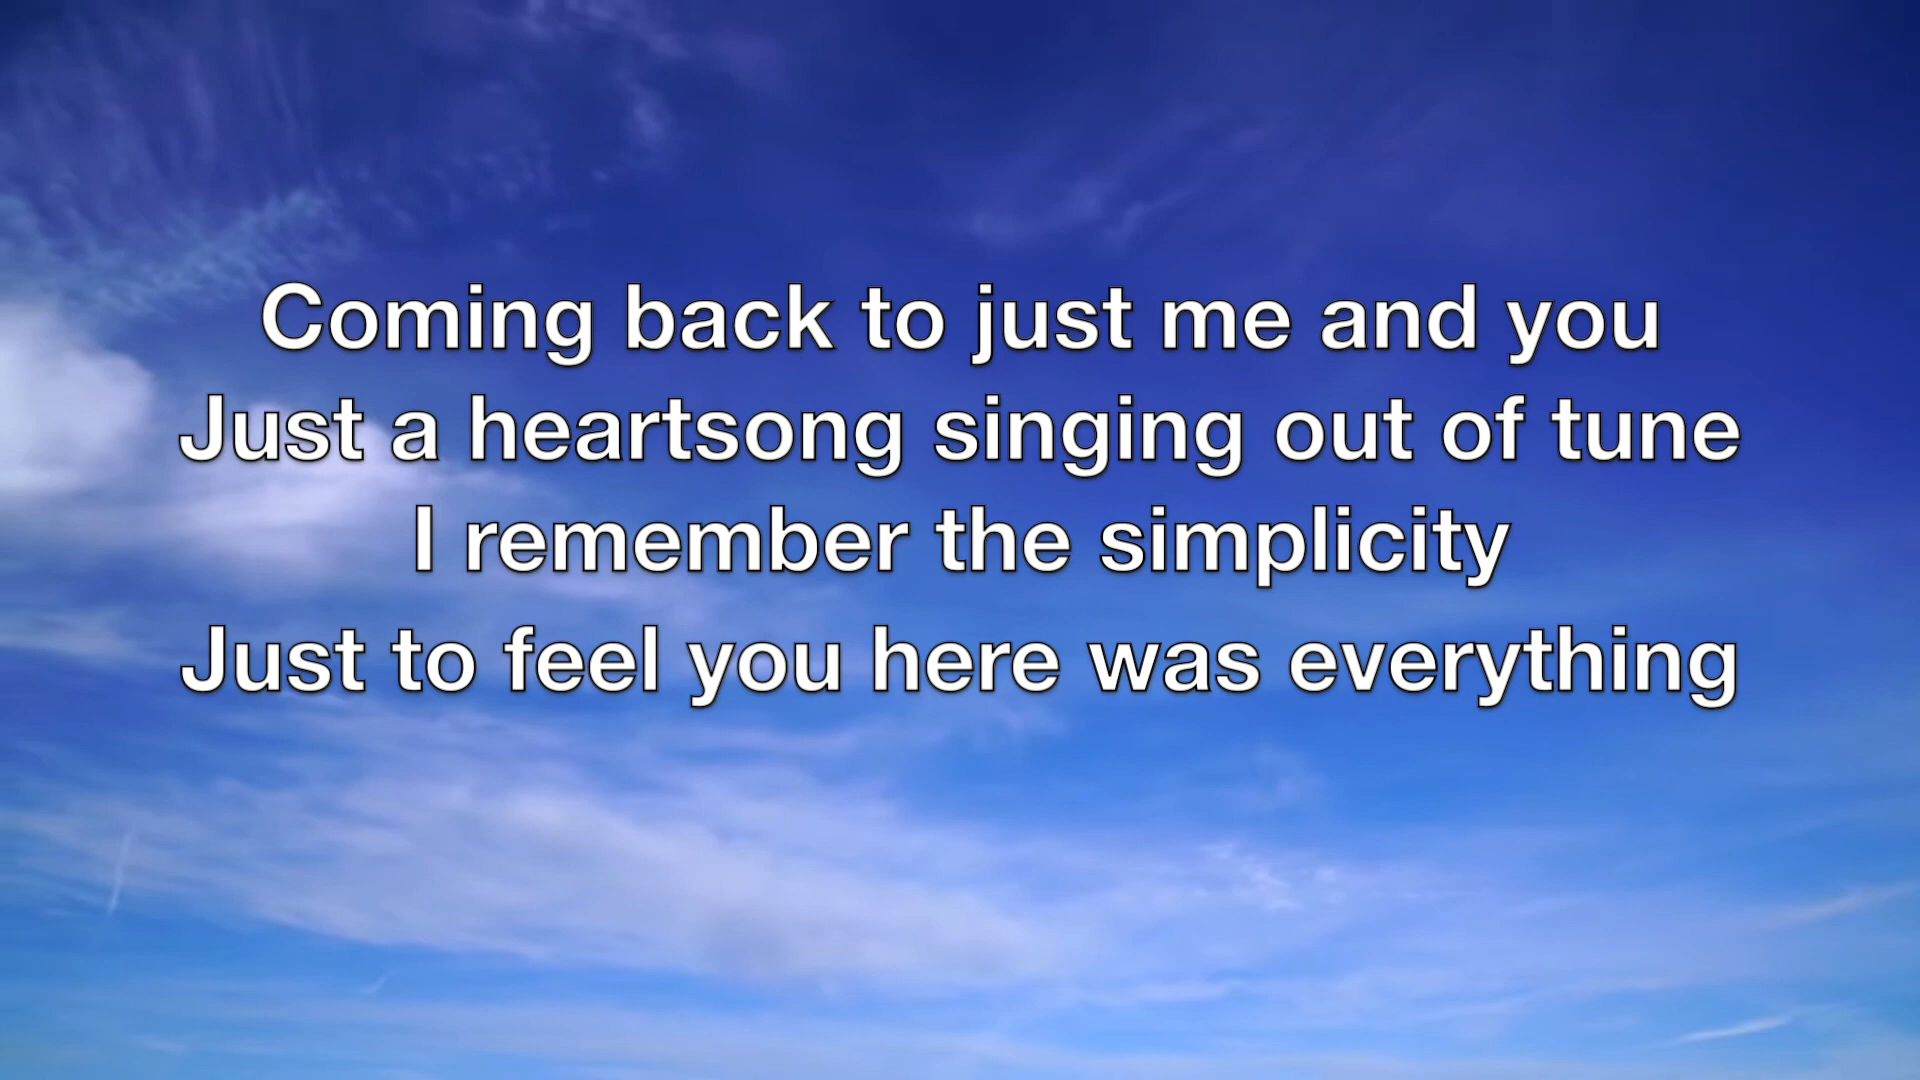 Coming back to just me and you
Just a heartsong singing out of tune
I remember the simplicity
Just to feel you here was everything